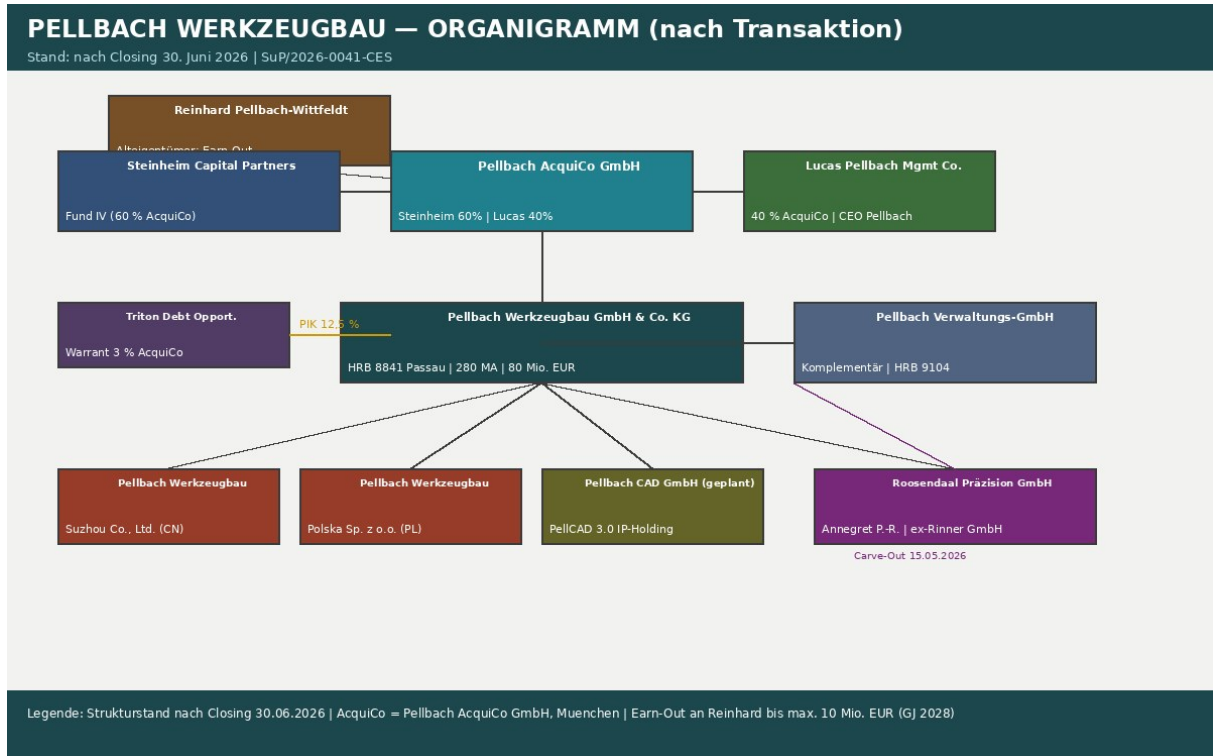 PELLBACH WERKZEUGBAU — ORGANIGRAMM (nach Transaktion)
Stand: nach Closing 30. Juni 2026 | SuP/2026-0041-CES
Reinhard Pellbach-Wittfeldt
Alteigentümer; Earn-Out
Steinheim Capital Partners
Fund IV (60 % AcquiCo)
Pellbach AcquiCo GmbH
Steinheim 60% | Lucas 40%
Lucas Pellbach Mgmt Co.
40 % AcquiCo | CEO Pellbach
Triton Debt Opport.
Warrant 3 % AcquiCo
PIK 12,5 %
Pellbach Werkzeugbau GmbH & Co. KG
HRB 8841 Passau | 280 MA | 80 Mio. EUR
Pellbach Verwaltungs-GmbH
Komplementär | HRB 9104
Pellbach Werkzeugbau
Suzhou Co., Ltd. (CN)
Pellbach Werkzeugbau
Polska Sp. z o.o. (PL)
Pellbach CAD GmbH (geplant)
PellCAD 3.0 IP-Holding
Roosendaal Präzision GmbH
Annegret P.-R. | ex-Rinner GmbH
Carve-Out 15.05.2026
Legende: Strukturstand nach Closing 30.06.2026 | AcquiCo = Pellbach AcquiCo GmbH, Muenchen | Earn-Out an Reinhard bis max. 10 Mio. EUR (GJ 2028)